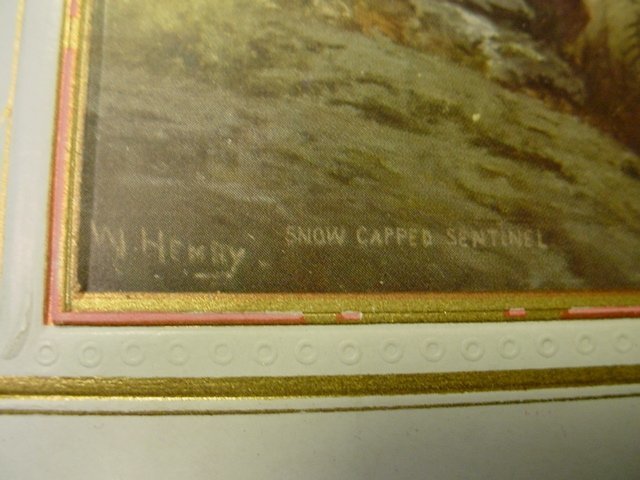 W. HENRY
SNOW CAPPED SENTINEL